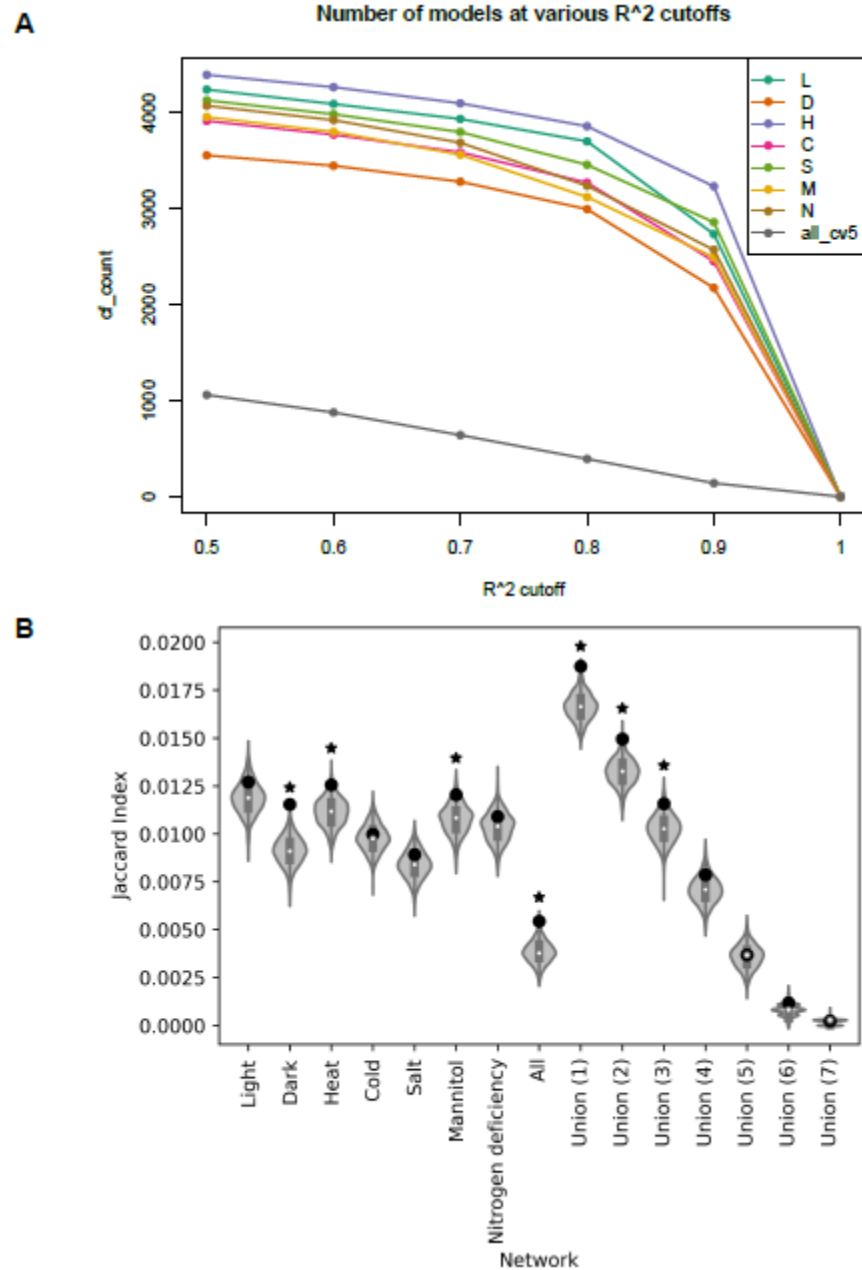 A
Number of models at various R^2 cutoffs
L
D
H
C
S
M
N
all_cv5
cf_count
4000
3000
2000
1000
0
0.5 0.6 0.7 0.8 0.9 1
R^2 cutoff
B
Jaccard Index
0.0200
0.0175
0.0150
0.0125
0.0100
0.0075
0.0050
0.0025
0.0000
Light
Dark
Heat
Cold
Salt
Mannitol
Nitrogen deficiency
All
Union (1)
Union (2)
Union (3)
Union (4)
Union (5)
Union (6)
Union (7)
Network